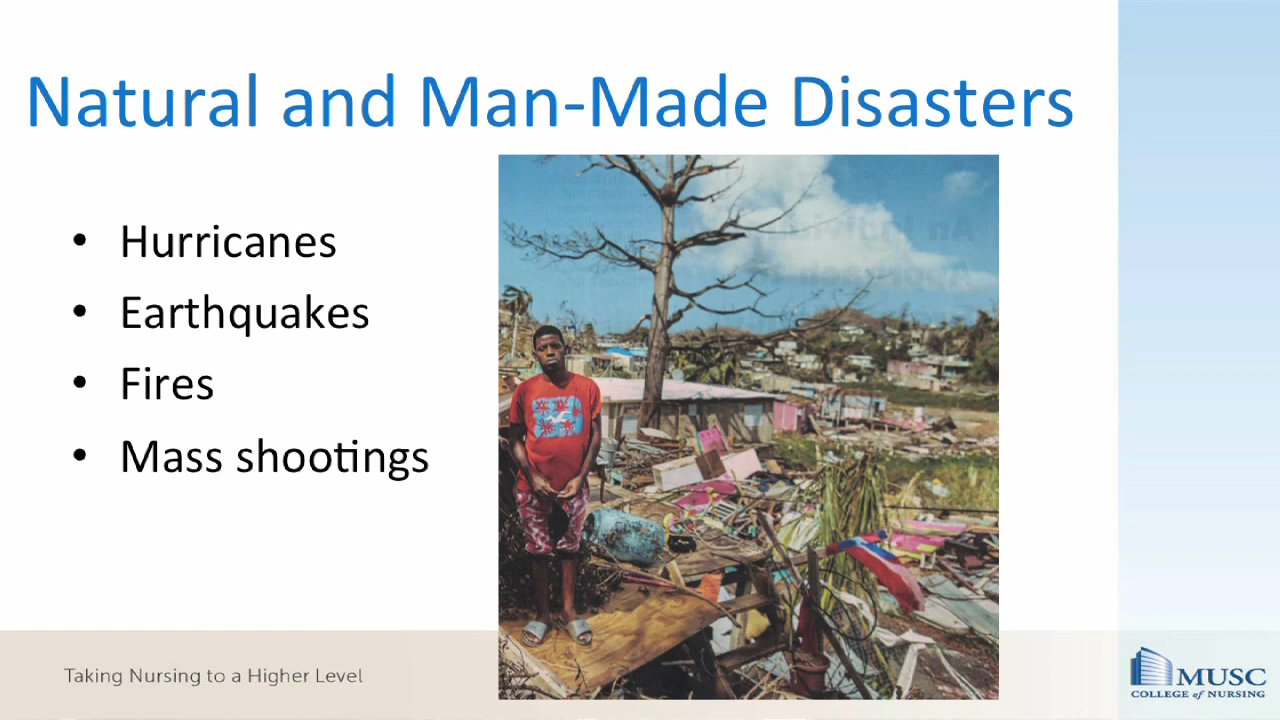 Natural and Man-Made Disasters
• Hurricanes
• Earthquakes
• Fires
• Mass shootings
Taking Nursing to a Higher Level
MUSC
COLLEGE of NURSING